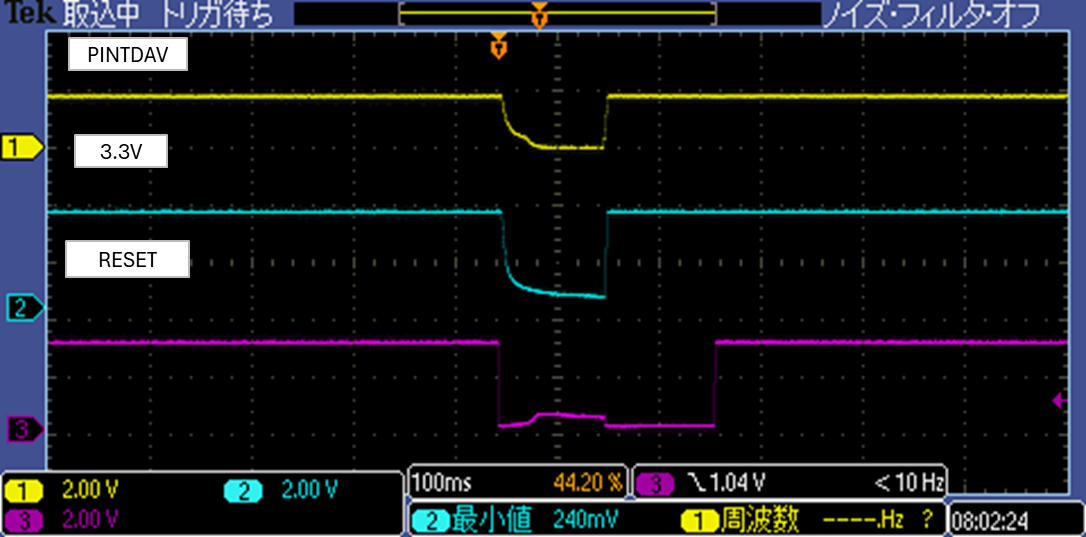 Tek 取込中 トリガ待ち ノイズ・フィルタ・オフ
T
T
PINTDAV
1
3.3V
RESET
2
3
1 2.00 V 2 2.00 V
3 2.00 V
100ms 44.20 % 3 1.04 V < 10 Hz
2 最小値 240mV 1 周波数 ----.Hz ? 08:02:24